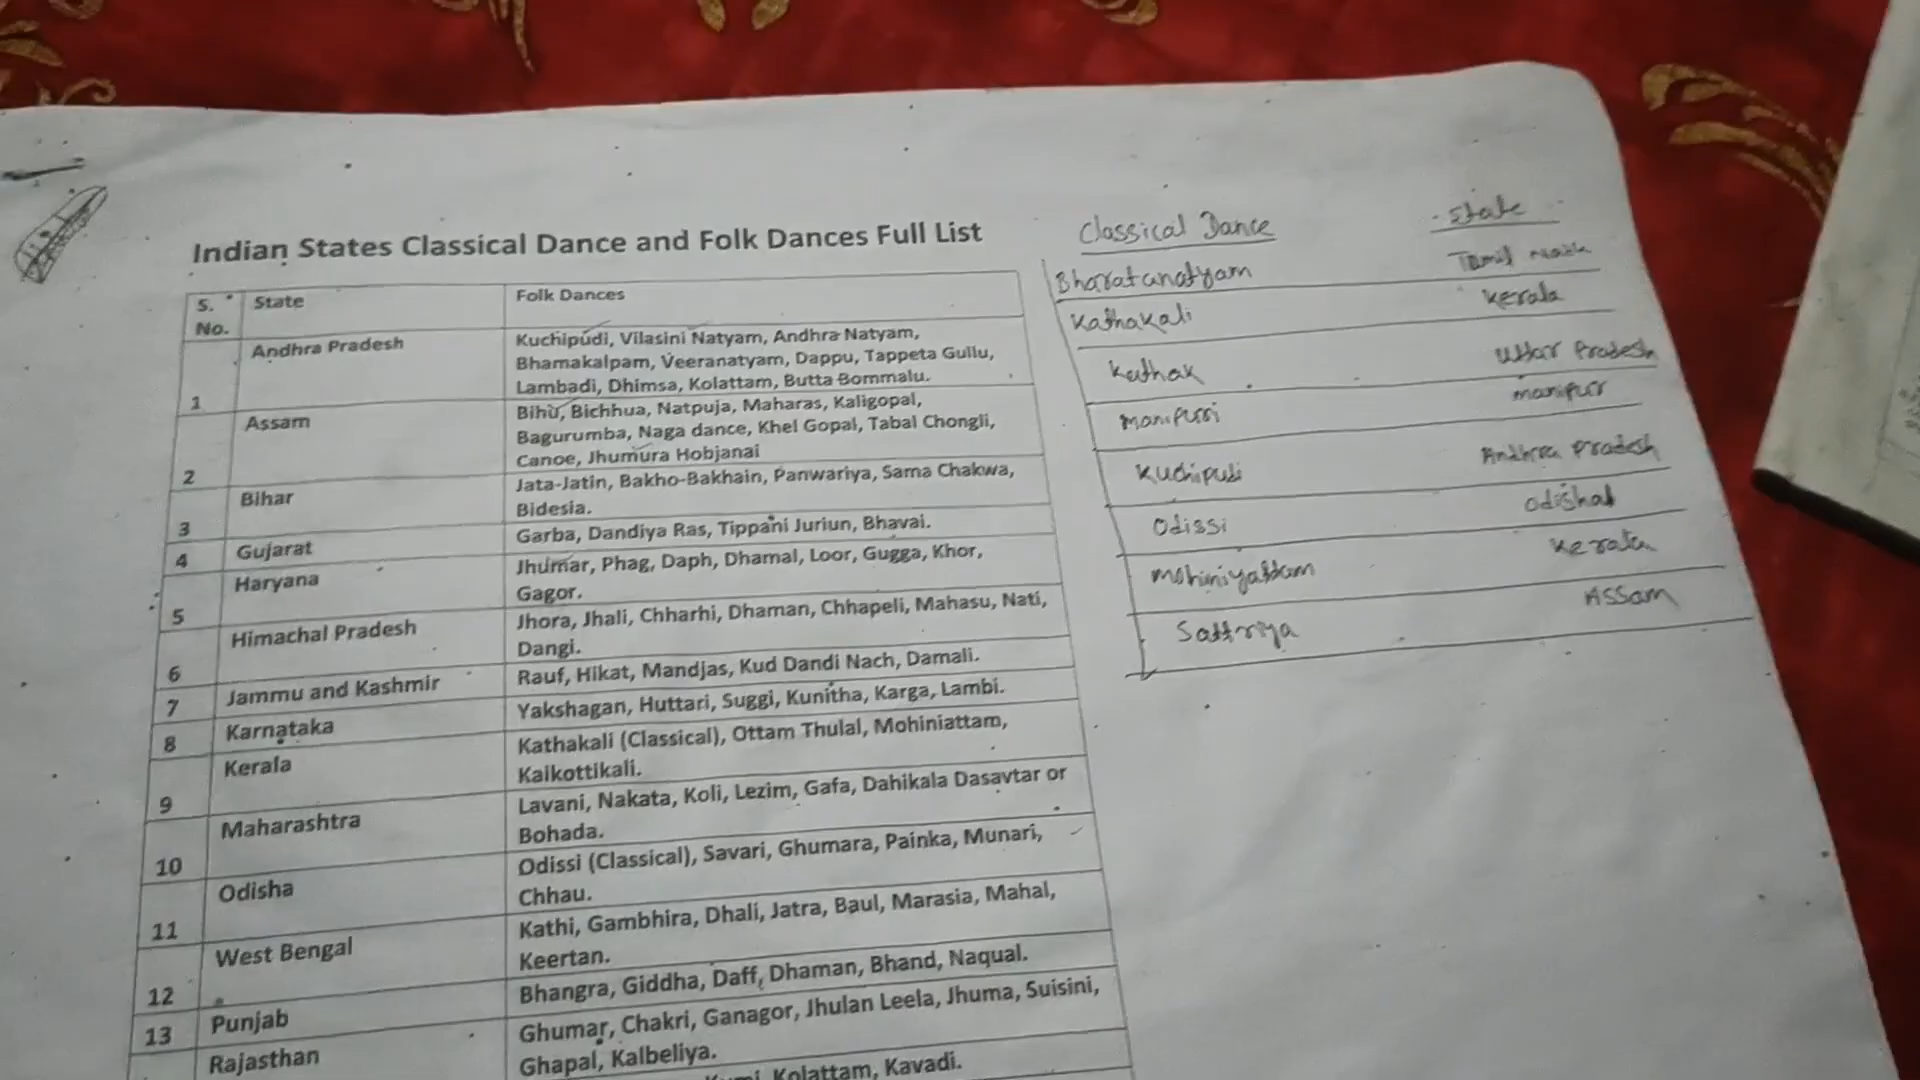 Indian States Classical Dance and Folk Dances Full List
S. No. State Folk Dances
1 Andhra Pradesh Kuchipudi, Vilasini Natyam, Andhra Natyam,
Bhamakalpam, Veeranatyam, Dappu, Tappeta Gullu,
Lambadi, Dhimsa, Kolattam, Butta Bommalu.
2 Assam Bihu, Bichhua, Natpuja, Maharas, Kaligopal,
Bagurumba, Naga dance, Khel Gopal, Tabal Chongli,
Canoe, Jhumura Hobjanai
3 Bihar Jata-Jatin, Bakho-Bakhain, Panwariya, Sama Chakwa,
Bidesia.
4 Gujarat Garba, Dandiya Ras, Tippani Juriun, Bhavai.
5 Haryana Jhumar, Phag, Daph, Dhamal, Loor, Gugga, Khor,
Gagor.
6 Himachal Pradesh Jhora, Jhali, Chharhi, Dhaman, Chhapeli, Mahasu, Nati,
Dangi.
7 Jammu and Kashmir Rauf, Hikat, Mandjas, Kud Dandi Nach, Damali.
8 Karnataka Yakshagan, Huttari, Suggi, Kunitha, Karga, Lambi.
9 Kerala Kathakali (Classical), Ottam Thulal, Mohiniattam,
Kaikottikali.
10 Maharashtra Lavani, Nakata, Koli, Lezim, Gafa, Dahikala Dasavtar or
Bohada.
11 Odisha Odissi (Classical), Savari, Ghumara, Painka, Munari,
Chhau.
12 West Bengal Kathi, Gambhira, Dhali, Jatra, Baul, Marasia, Mahal,
Keertan.
13 Punjab Bhangra, Giddha, Daff, Dhaman, Bhand, Naqual.
Rajasthan Ghumar, Chakri, Ganagor, Jhulan Leela, Jhuma, Suisini,
Ghapal, Kalbeliya.
Kolattam, Kavadi.
Classical Dance State
Bharatanatyam Tamil
Kathakali Kerala
Kathak Uttar Pradesh
Manipuri manipur
Kuchipudi Andhra Pradesh
Odissi
Mohiniyattam Kerala
Sattriya Assam